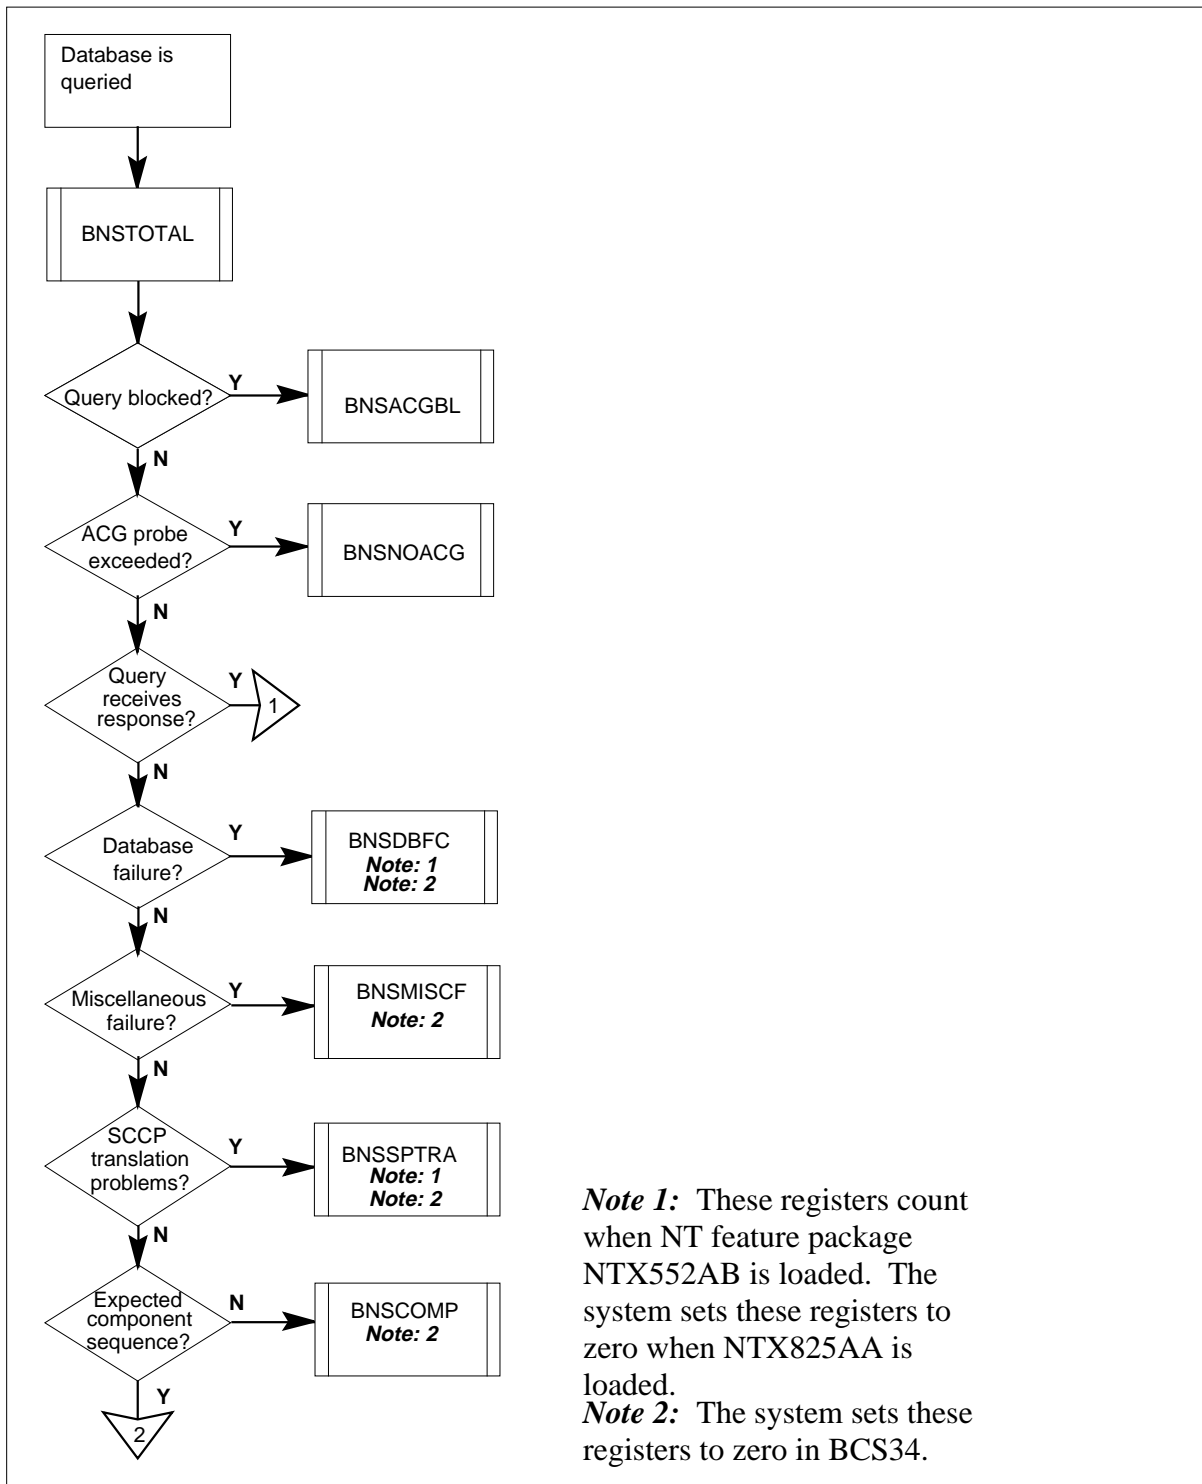 Database is
queried
BNSTOTAL
Query blocked?
Y
BNSACGBL
N
ACG probe
exceeded?
Y
BNSNOACG
N
Query
receives
response?
Y
1
N
Database
failure?
Y
BNSDBFC
Note: 1
Note: 2
N
Miscellaneous
failure?
Y
BNSMISCF
Note: 2
N
SCCP
translation
problems?
Y
BNSSPTRA
Note: 1
Note: 2
N
Expected
component
sequence?
N
BNSCOMP
Note: 2
Y
2
Note 1: These registers count
when NT feature package
NTX552AB is loaded. The
system sets these registers to
zero when NTX825AA is
loaded.
Note 2: The system sets these
registers to zero in BCS34.